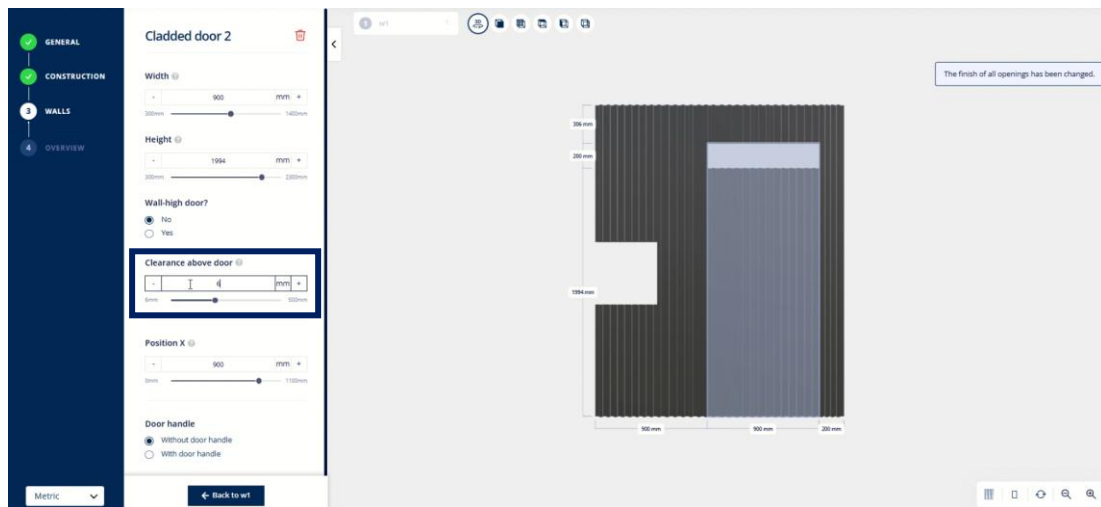 GENERAL
CONSTRUCTION
3 WALLS
4 OVERVIEW
Metric
Cladded door 2
Width
- 900 mm +
300mm 1400mm
Height
- 1994 mm +
300mm 2300mm
Wall-high door?
No
Yes
Clearance above door
- 6 mm +
6mm 500mm
Position X
- 900 mm +
0mm 1100mm
Door handle
Without door handle
With door handle
← Back to w1
1 w1
3D
The finish of all openings has been changed.
306 mm
200 mm
1994 mm
900 mm 900 mm 200 mm